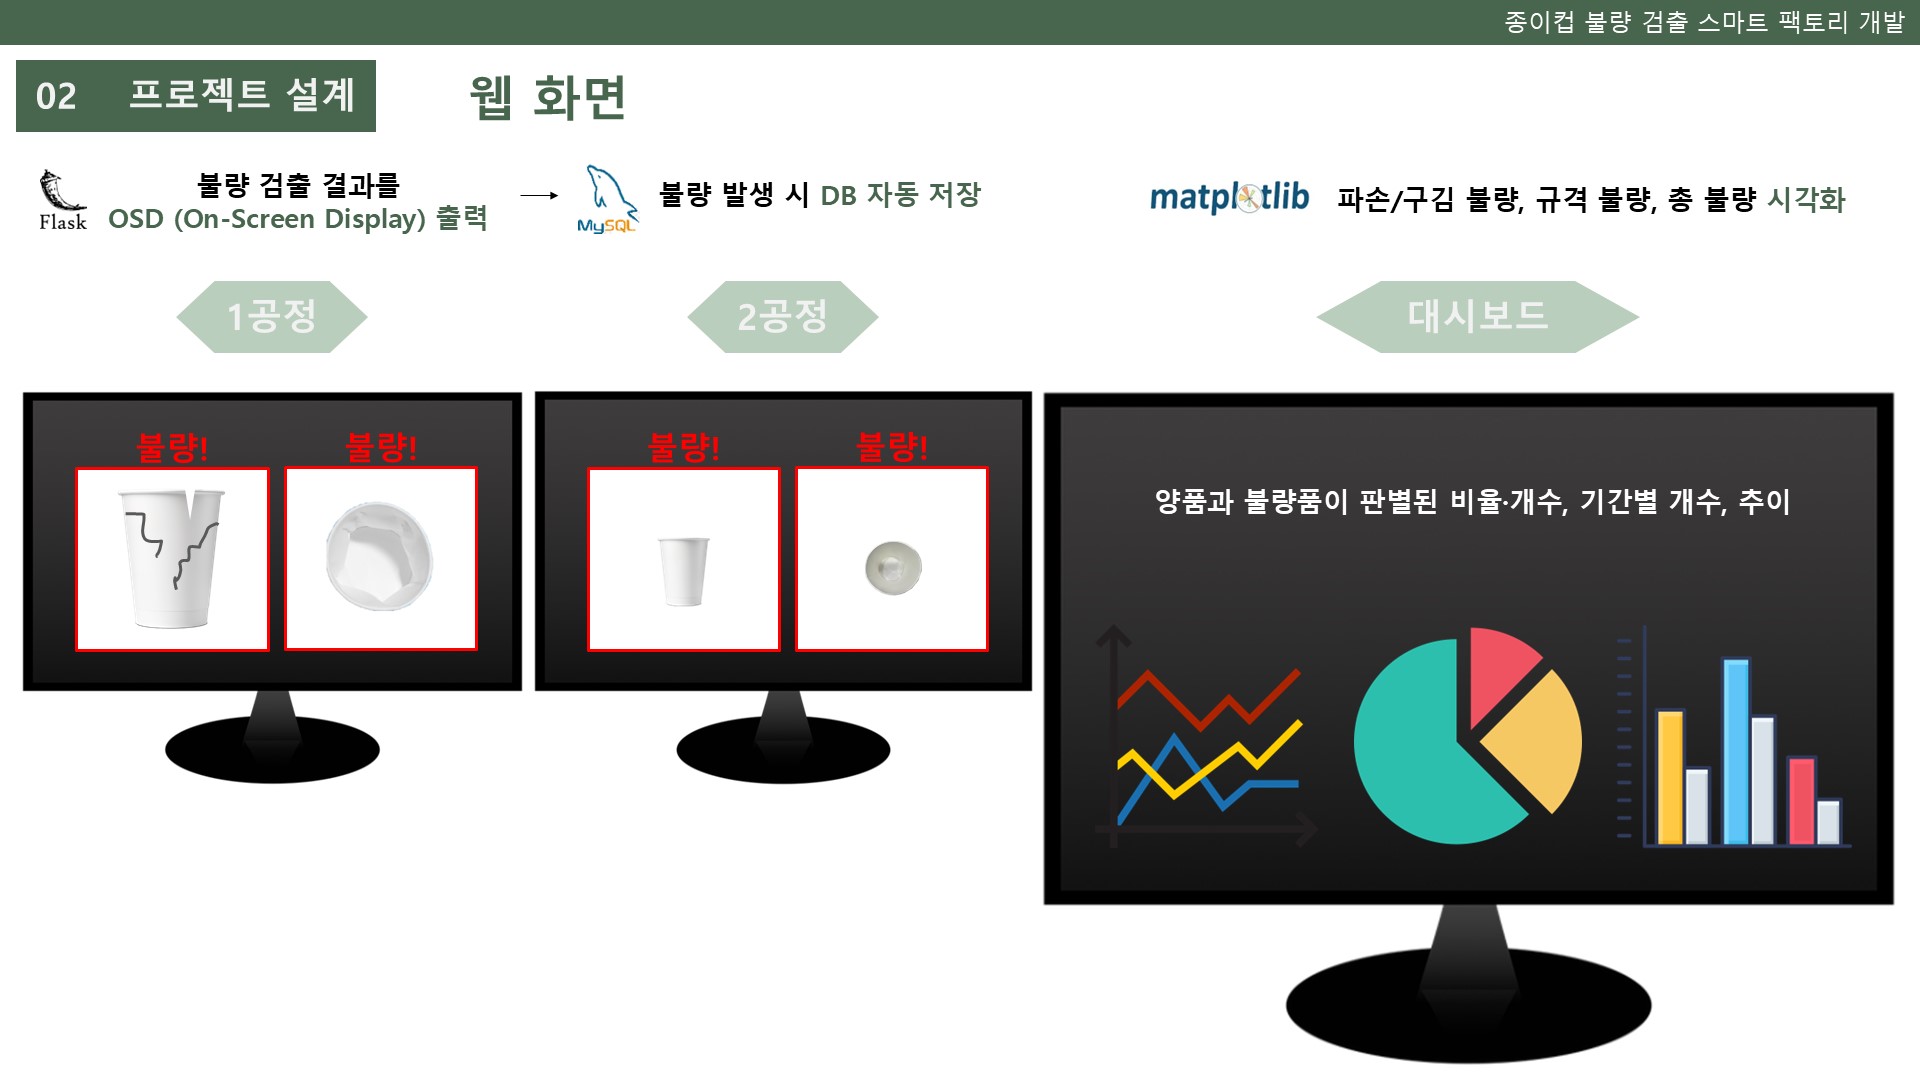 종이컵 불량 검출 스마트 팩토리 개발
02 프로젝트 설계
웹 화면
Flask
불량 검출 결과를
OSD (On-Screen Display) 출력
MySQL
불량 발생 시 DB 자동 저장
matplotlib
파손/구김 불량, 규격 불량, 총 불량 시각화
1공정
2공정
대시보드
불량!
불량!
불량!
불량!
양품과 불량품이 판별된 비율·개수, 기간별 개수, 추이